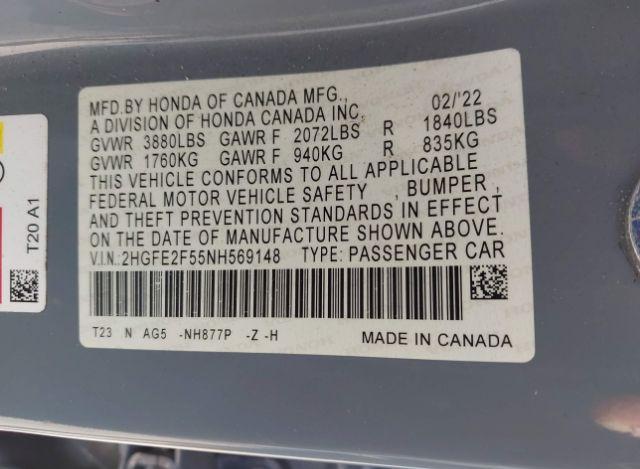 MFD.BY HONDA OF CANADA MFG., 02/'22
A DIVISION OF HONDA CANADA INC.
GVWR 3880LBS GAWR F 2072LBS R 1840LBS
GVWR 1760KG GAWR F 940KG R 835KG
THIS VEHICLE CONFORMS TO ALL APPLICABLE
FEDERAL MOTOR VEHICLE SAFETY , BUMPER ,
AND THEFT PREVENTION STANDARDS IN EFFECT
ON THE DATE OF MANUFACTURE SHOWN ABOVE.
V.I.N.: 2HGFE2F55NH569148 TYPE: PASSENGER CAR
T23 N AG5 -NH877P -Z -H MADE IN CANADA
T20 A1